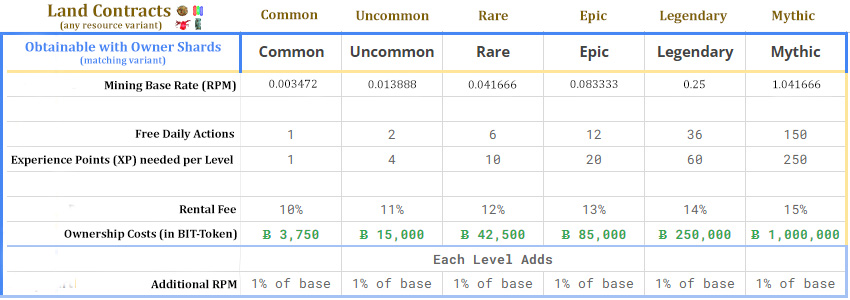 Land Contracts Common Uncommon Rare Epic Legendary Mythic
(any resource variant)
Obtainable with Owner Shards Common Uncommon Rare Epic Legendary Mythic
(matching variant)
Mining Base Rate (RPM) 0.003472 0.013888 0.041666 0.083333 0.25 1.041666
Free Daily Actions 1 2 6 12 36 150
Experience Points (XP) needed per Level 1 4 10 20 60 250
Rental Fee 10% 11% 12% 13% 14% 15%
Ownership Costs (in BIT-Token) Ƀ 3,750 Ƀ 15,000 Ƀ 42,500 Ƀ 85,000 Ƀ 250,000 Ƀ 1,000,000
Each Level Adds
Additional RPM 1% of base 1% of base 1% of base 1% of base 1% of base 1% of base